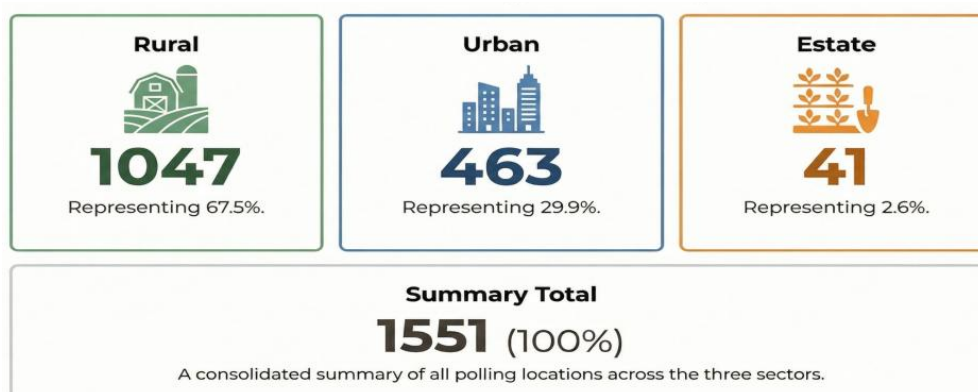 Rural
1047
Representing 67.5%.
Urban
463
Representing 29.9%.
Estate
41
Representing 2.6%.
Summary Total
1551 (100%)
A consolidated summary of all polling locations across the three sectors.